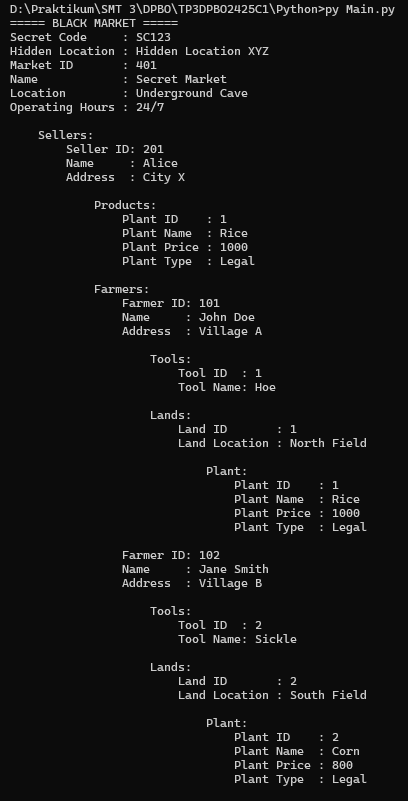 D:\Praktikum\SMT 3\DPBO\TP3DPBO2425C1\Python>py Main.py
===== BLACK MARKET =====
Secret Code     : SC123
Hidden Location : Hidden Location XYZ
Market ID       : 401
Name            : Secret Market
Location        : Underground Cave
Operating Hours : 24/7

    Sellers:
        Seller ID: 201
        Name     : Alice
        Address  : City X

            Products:
                Plant ID    : 1
                Plant Name  : Rice
                Plant Price : 1000
                Plant Type  : Legal

            Farmers:
                Farmer ID: 101
                Name     : John Doe
                Address  : Village A

                    Tools:
                        Tool ID  : 1
                        Tool Name: Hoe

                    Lands:
                        Land ID       : 1
                        Land Location : North Field

                            Plant:
                                Plant ID    : 1
                                Plant Name  : Rice
                                Plant Price : 1000
                                Plant Type  : Legal

                Farmer ID: 102
                Name     : Jane Smith
                Address  : Village B

                    Tools:
                        Tool ID  : 2
                        Tool Name: Sickle

                    Lands:
                        Land ID       : 2
                        Land Location : South Field

                            Plant:
                                Plant ID    : 2
                                Plant Name  : Corn
                                Plant Price : 800
                                Plant Type  : Legal